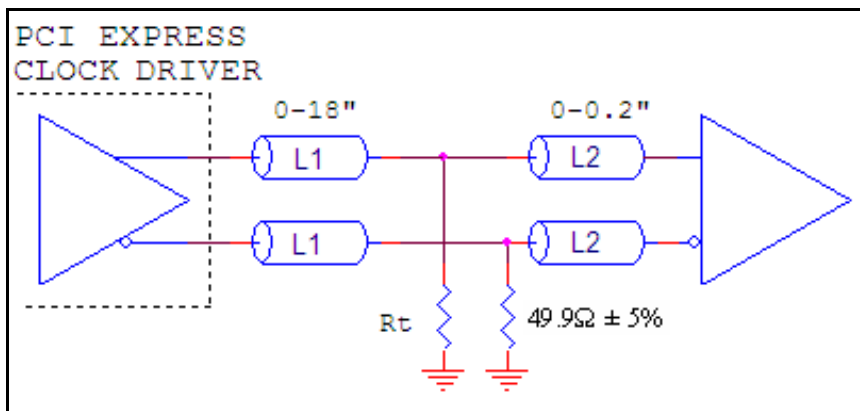 PCI EXPRESS
CLOCK DRIVER
0-18" 0-0.2"
L1 L2
L1 L2
Rt 49.9Ω ± 5%